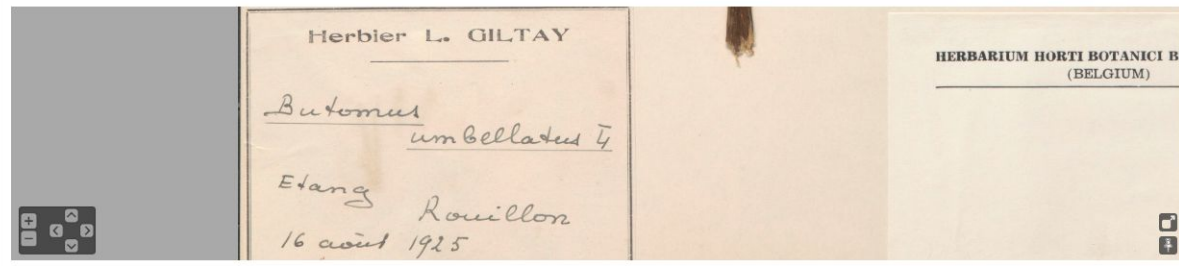 Herbier L. GILTAY
Butomus
umbellatus
Etang
Rouillon
16 août 1925
HERBARIUM HORTI BOTANICI B
(BELGIUM)